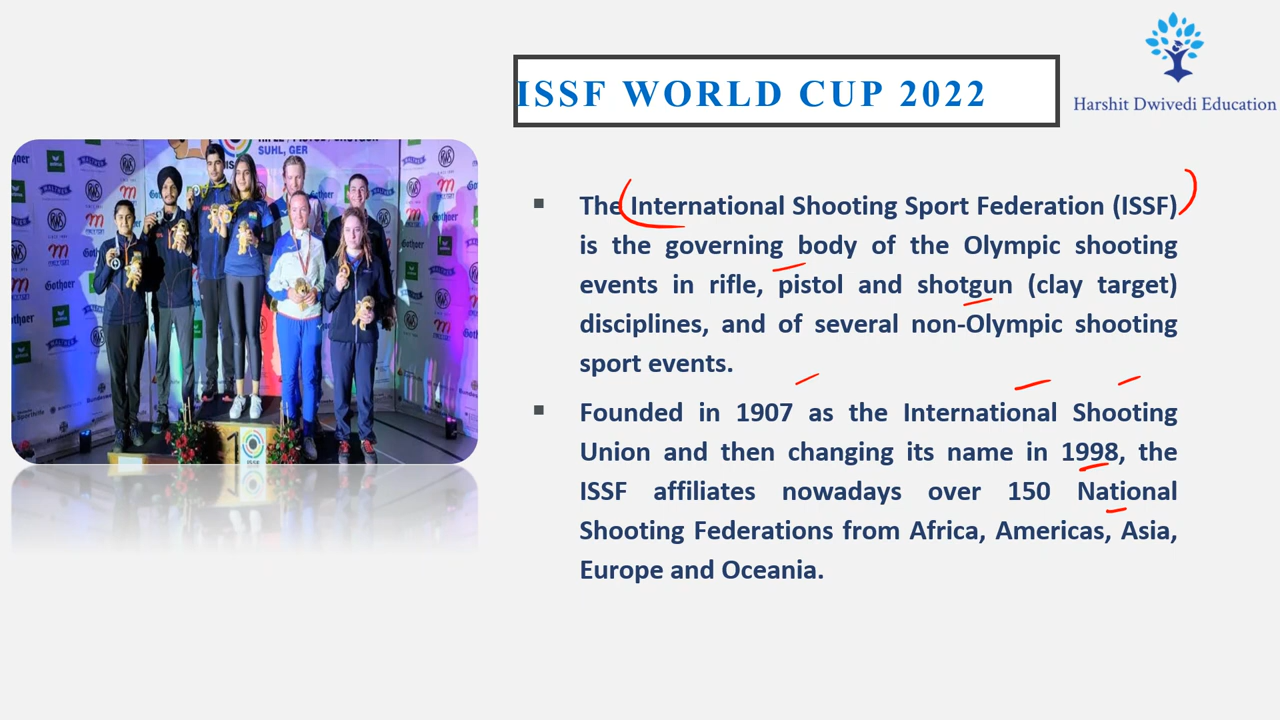 ISSF WORLD CUP 2022
Harshit Dwivedi Education
SUHL, GER
▪ The International Shooting Sport Federation (ISSF)
is the governing body of the Olympic shooting
events in rifle, pistol and shotgun (clay target)
disciplines, and of several non-Olympic shooting
sport events.
▪ Founded in 1907 as the International Shooting
Union and then changing its name in 1998, the
ISSF affiliates nowadays over 150 National
Shooting Federations from Africa, Americas, Asia,
Europe and Oceania.